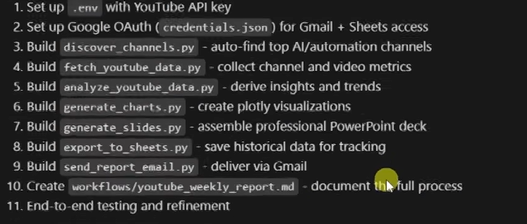 1. Set up .env with YouTube API key
2. Set up Google OAuth (credentials.json) for Gmail + Sheets access
3. Build discover_channels.py - auto-find top AI/automation channels
4. Build fetch_youtube_data.py - collect channel and video metrics
5. Build analyze_youtube_data.py - derive insights and trends
6. Build generate_charts.py - create plotly visualizations
7. Build generate_slides.py - assemble professional PowerPoint deck
8. Build export_to_sheets.py - save historical data for tracking
9. Build send_report_email.py - deliver via Gmail
10. Create workflows/youtube_weekly_report.md - document the full process
11. End-to-end testing and refinement